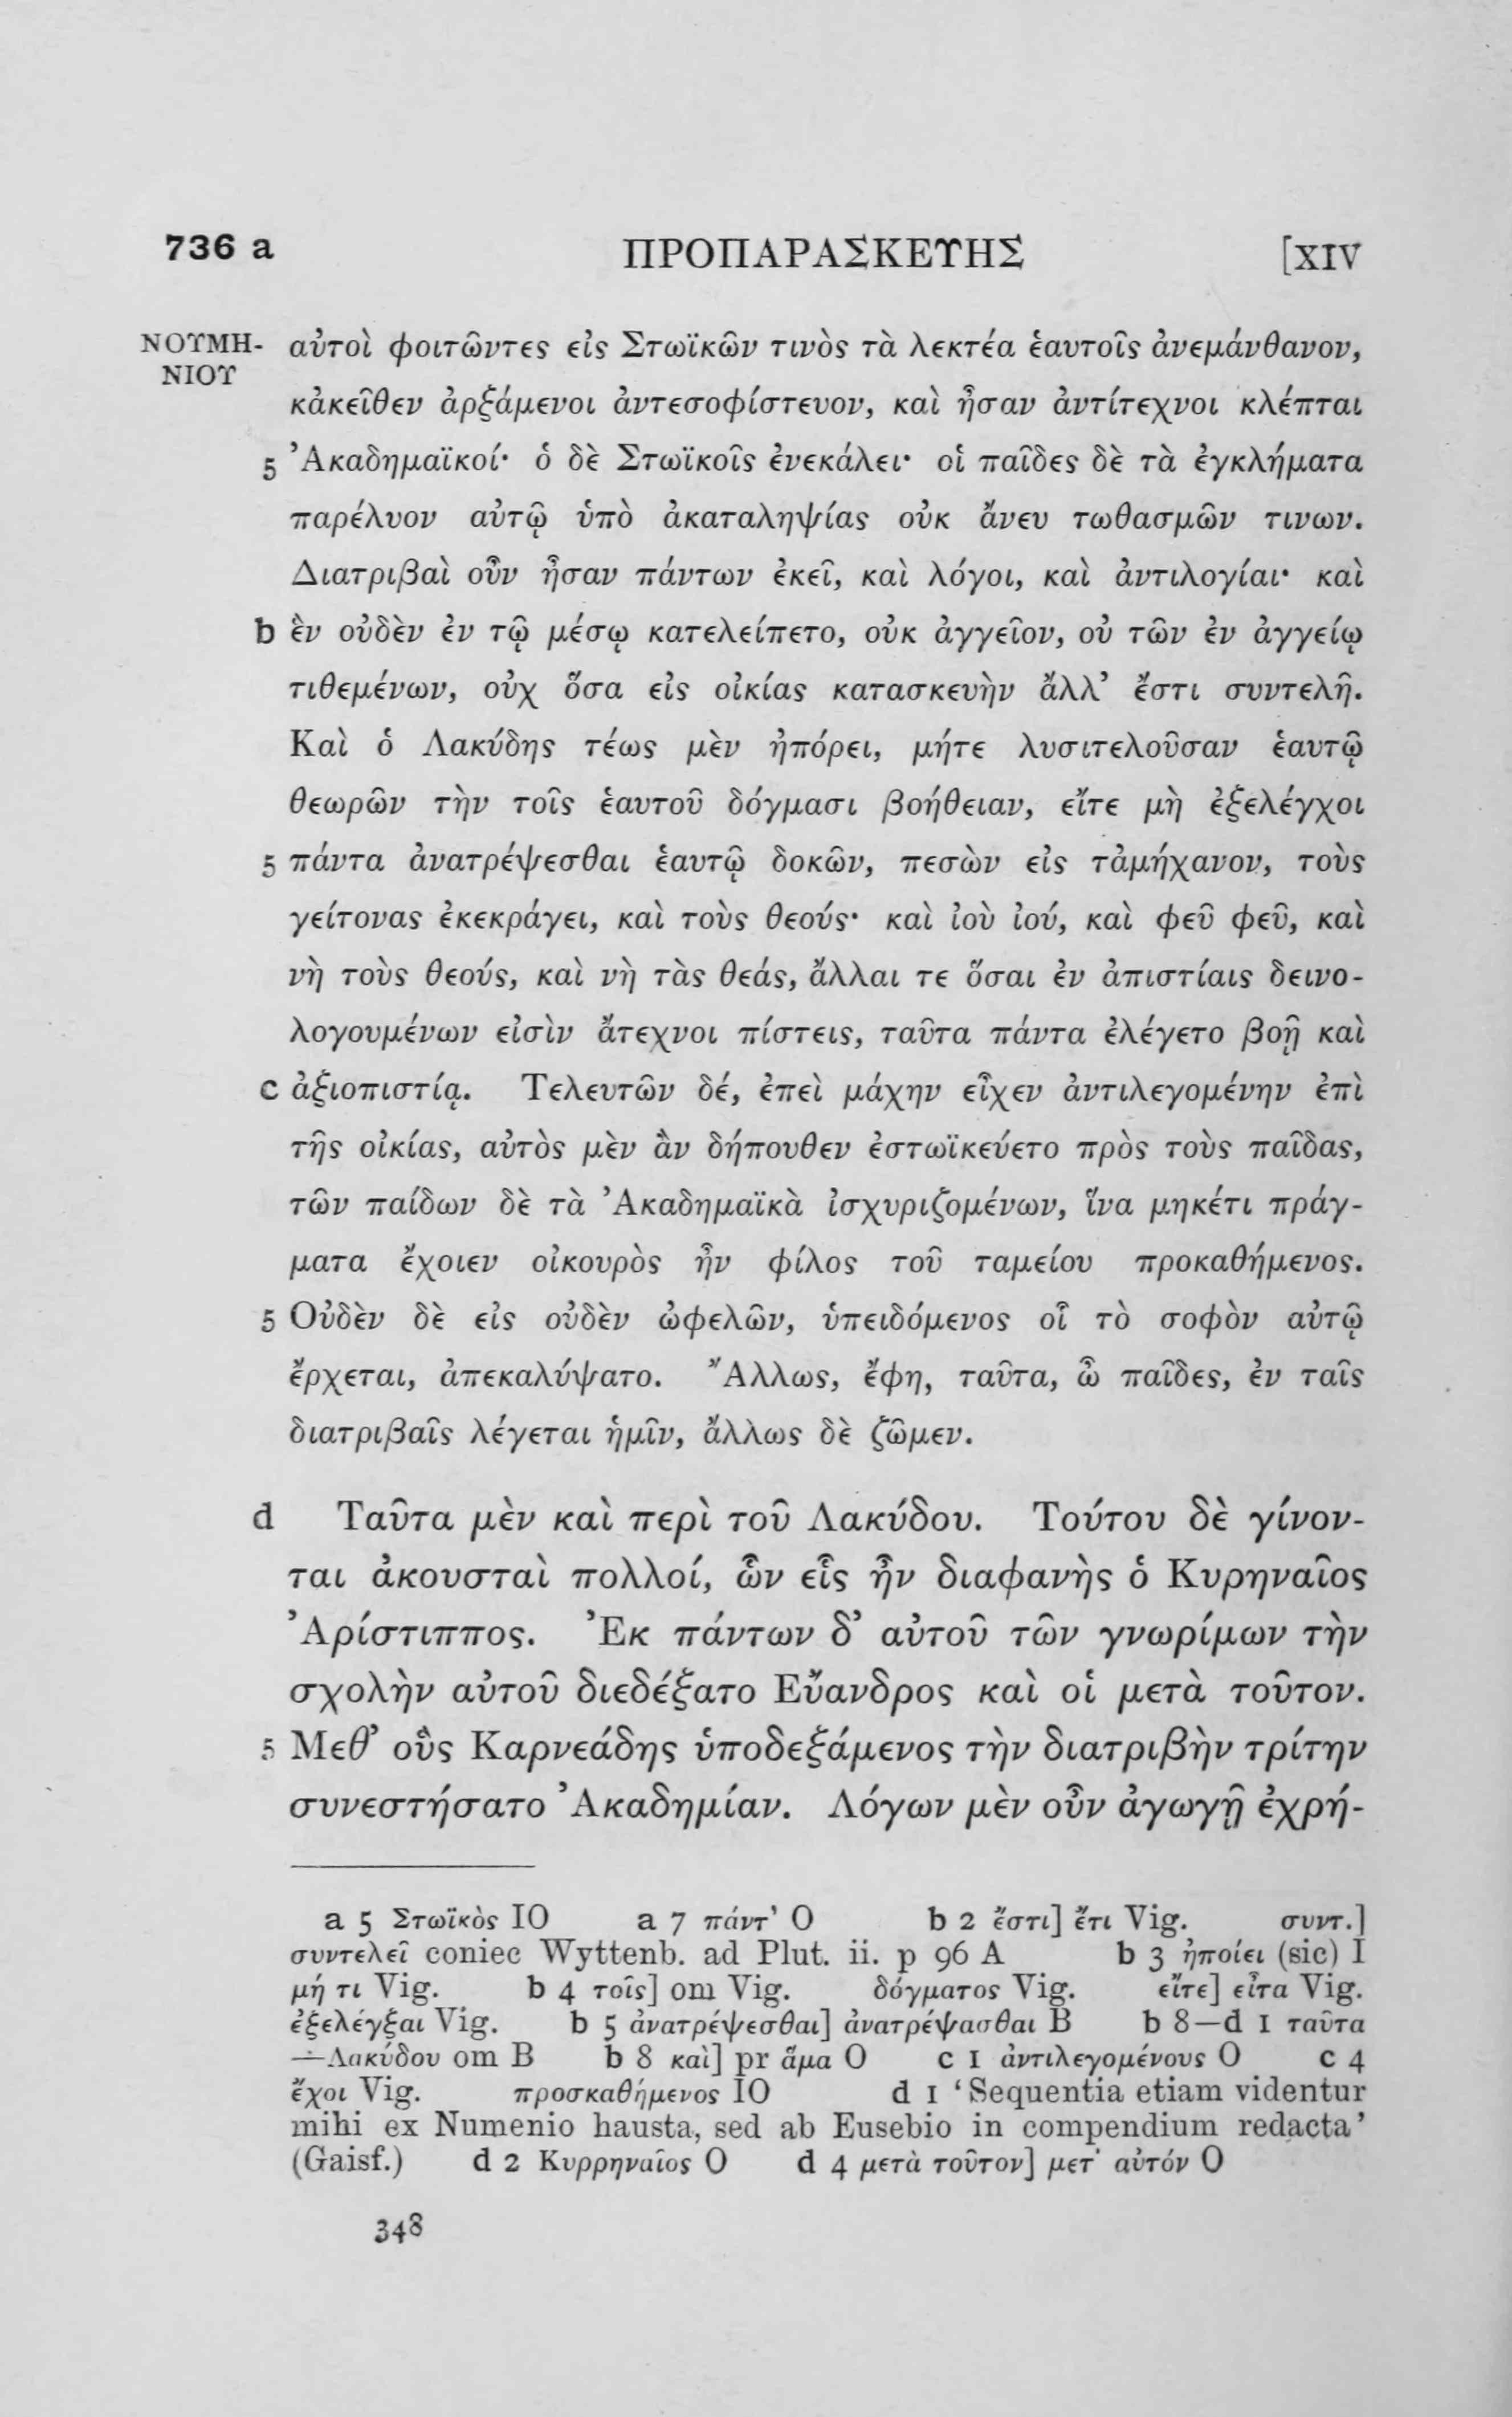 736 a ΠΡΟΠΑΡΑΣΚΕΥΗΣ [XIV
ΝΟΥΜΗ- αὐτοὶ φοιτῶντες εἰς Στωϊκῶν τινὸς τὰ λεκτέα ἑαυτοῖς ἀνεμάνθανον,
ΝΙΟΥ
κἀκεῖθεν ἀρξάμενοι ἀντεσοφίστευον, καὶ ἦσαν ἀντίτεχνοι κλέπται
5 Ἀκαδημαϊκοί· ὁ δὲ Στωϊκοῖς ἐνεκάλει· οἱ παῖδες δὲ τὰ ἐγκλήματα
παρέλυον αὐτῷ ὑπὸ ἀκαταληψίας οὐκ ἄνευ τωθασμῶν τινων.
Διατριβαὶ οὖν ἦσαν πάντων ἐκεῖ, καὶ λόγοι, καὶ ἀντιλογίαι· καὶ
b ἓν οὐδὲν ἐν τῷ μέσῳ κατελείπετο, οὐκ ἀγγεῖον, οὐ τῶν ἐν ἀγγείῳ
τιθεμένων, οὐχ ὅσα εἰς οἰκίας κατασκευὴν ἄλλ’ ἔστι συντελῆ.
Καὶ ὁ Λακύδης τέως μὲν ἠπόρει, μήτε λυσιτελοῦσαν ἑαυτῷ
θεωρῶν τὴν τοῖς ἑαυτοῦ δόγμασι βοήθειαν, εἴτε μὴ ἐξελέγχοι
5 πάντα ἀνατρέψεσθαι ἑαυτῷ δοκῶν, πεσὼν εἰς τἀμήχανον, τοὺς
γείτονας ἐκεκράγει, καὶ τοὺς θεούς· καὶ ἰοὺ ἰού, καὶ φεῦ φεῦ, καὶ
νὴ τοὺς θεούς, καὶ νὴ τὰς θεάς, ἄλλαι τε ὅσαι ἐν ἀπιστίαις δεινο-
λογουμένων εἰσὶν ἄτεχνοι πίστεις, ταῦτα πάντα ἐλέγετο βοῇ καὶ
c ἀξιοπιστίᾳ. Τελευτῶν δέ, ἐπεὶ μάχην εἶχεν ἀντιλεγομένην ἐπὶ
τῆς οἰκίας, αὐτὸς μὲν ἂν δήπουθεν ἐστωϊκεύετο πρὸς τοὺς παῖδας,
τῶν παίδων δὲ τὰ Ἀκαδημαϊκὰ ἰσχυριζομένων, ἵνα μηκέτι πράγ-
ματα ἔχοιεν οἰκουρὸς ἦν φίλος τοῦ ταμείου προκαθήμενος.
5 Οὐδὲν δὲ εἰς οὐδὲν ὠφελῶν, ὑπειδόμενος οἷ τὸ σοφὸν αὐτῷ
ἔρχεται, ἀπεκαλύψατο. Ἄλλως, ἔφη, ταῦτα, ὦ παῖδες, ἐν ταῖς
διατριβαῖς λέγεται ἡμῖν, ἄλλως δὲ ζῶμεν.
d Ταῦτα μὲν καὶ περὶ τοῦ Λακύδου. Τούτου δὲ γίνον-
ται ἀκουσταὶ πολλοί, ὧν εἷς ἦν διαφανὴς ὁ Κυρηναῖος
Ἀρίστιππος. Ἐκ πάντων δ’ αὐτοῦ τῶν γνωρίμων τὴν
σχολὴν αὐτοῦ διεδέξατο Εὔανδρος καὶ οἱ μετὰ τοῦτον.
5 Μεθ’ οὓς Καρνεάδης ὑποδεξάμενος τὴν διατριβὴν τρίτην
συνεστήσατο Ἀκαδημίαν. Λόγων μὲν οὖν ἀγωγῇ ἐχρή-
a 5 Στωϊκὸς IO a 7 πάντ’ O b 2 ἔστι] ἔτι Vig. συντ.]
συντελεῖ coniec Wyttenb. ad Plut. ii. p 96 A b 3 ἠποίει (sic) I
μή τι Vig. b 4 τοῖς] om Vig. δόγματος Vig. εἴτε] εἶτα Vig.
ἐξελέγξαι Vig. b 5 ἀνατρέψεσθαι] ἀνατρέψασθαι B b 8—d 1 ταῦτα
—Λακύδου om B b 8 καὶ] pr ἅμα O c 1 ἀντιλεγομένους O c 4
ἔχοι Vig. προσκαθήμενος IO d 1 ‘Sequentia etiam videntur
mihi ex Numenio hausta, sed ab Eusebio in compendium redacta’
(Gaisf.) d 2 Κυρρηναῖος O d 4 μετὰ τοῦτον] μετ’ αὐτόν O
348